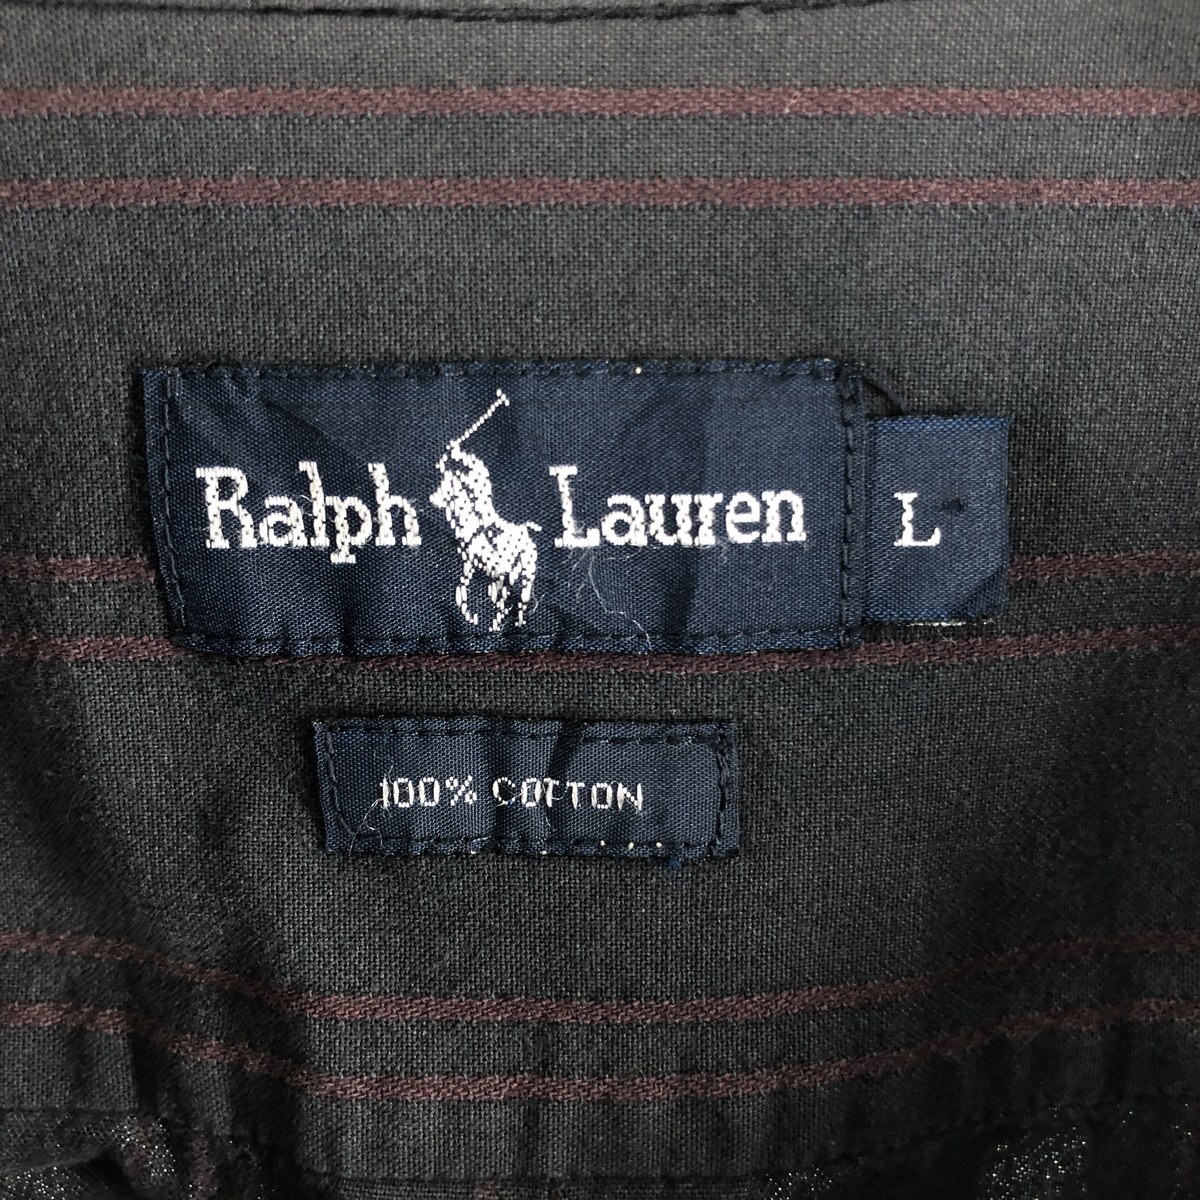 Ralph Lauren
L
100% COTTON